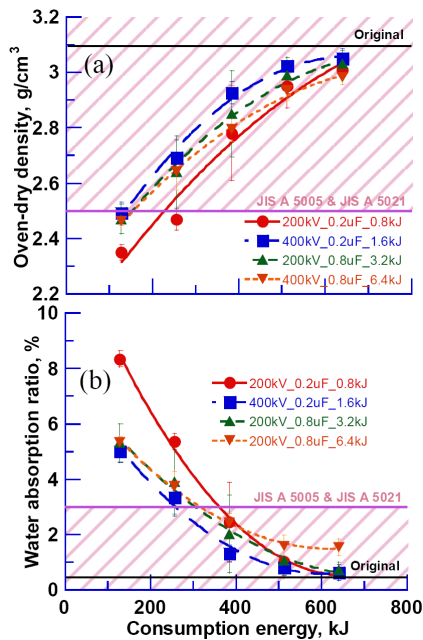 Original
3.2
(a)
3
2.8
2.6
JIS A 5005 & JIS A 5021
2.4
200kV_0.2uF_0.8kJ
400kV_0.2uF_1.6kJ
200kV_0.8uF_3.2kJ
400kV_0.8uF_6.4kJ
2.2
Oven-dry density, g/cm3
10
(b)
8
200kV_0.2uF_0.8kJ
400kV_0.2uF_1.6kJ
200kV_0.8uF_3.2kJ
200kV_0.8uF_6.4kJ
6
4
JIS A 5005 & JIS A 5021
2
Original
0
Water absorption ratio, %
0 200 400 600 800
Consumption energy, kJ